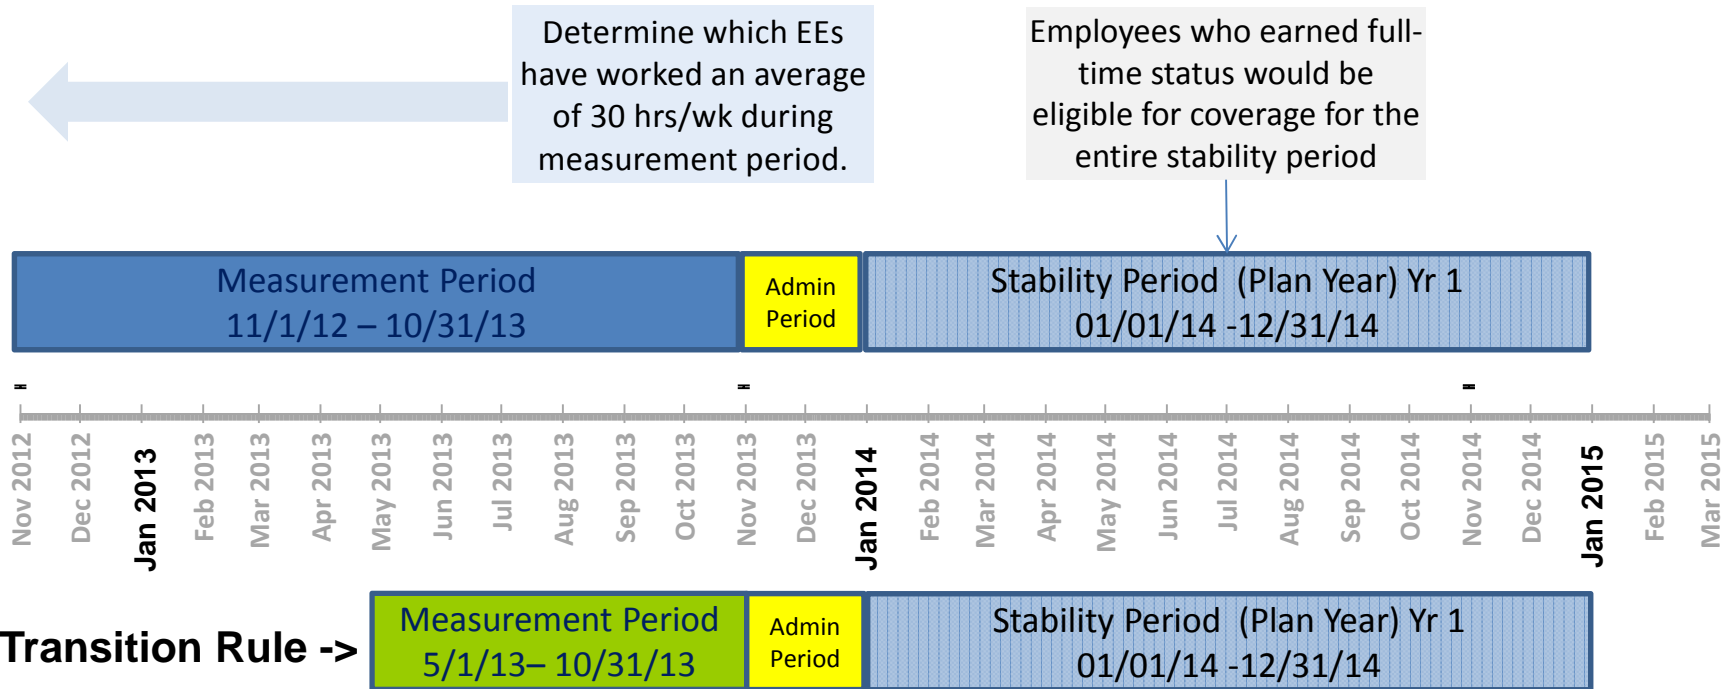 Determine which EEs
have worked an average
of 30 hrs/wk during
measurement period.
Employees who earned full-
time status would be
eligible for coverage for the
entire stability period
Measurement Period
11/1/12 – 10/31/13
Admin
Period
Stability Period  (Plan Year) Yr 1
01/01/14 -12/31/14
Nov 2012
Dec 2012
Jan 2013
Feb 2013
Mar 2013
Apr 2013
May 2013
Jun 2013
Jul 2013
Aug 2013
Sep 2013
Oct 2013
Nov 2013
Dec 2013
Jan 2014
Feb 2014
Mar 2014
Apr 2014
May 2014
Jun 2014
Jul 2014
Aug 2014
Sep 2014
Oct 2014
Nov 2014
Dec 2014
Jan 2015
Feb 2015
Mar 2015
Transition Rule ->
Measurement Period
5/1/13– 10/31/13
Admin
Period
Stability Period  (Plan Year) Yr 1
01/01/14 -12/31/14